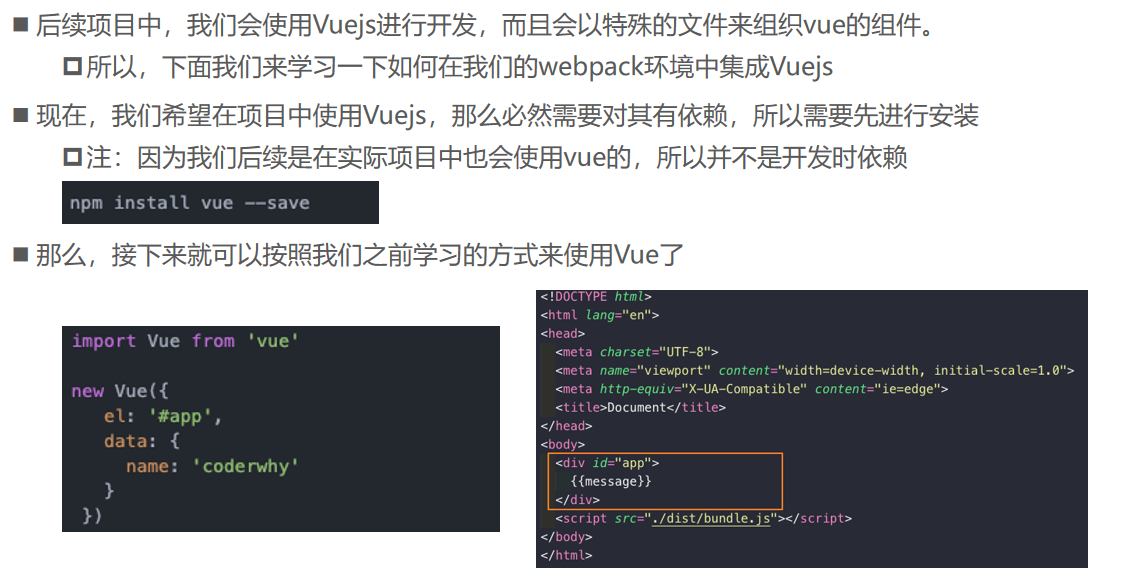 后续项目中，我们会使用Vuejs进行开发，而且会以特殊的文件来组织vue的组件。
所以，下面我们来学习一下如何在我们的webpack环境中集成Vuejs
现在，我们希望在项目中使用Vuejs，那么必然需要对其有依赖，所以需要先进行安装
注：因为我们后续是在实际项目中也会使用vue的，所以并不是开发时依赖
npm install vue --save
那么，接下来就可以按照我们之前学习的方式来使用Vue了
import Vue from 'vue'
new Vue({
el: '#app',
data: {
name: 'coderwhy'
}
})
<!DOCTYPE html>
<html lang="en">
<head>
<meta charset="UTF-8">
<meta name="viewport" content="width=device-width, initial-scale=1.0">
<meta http-equiv="X-UA-Compatible" content="ie=edge">
<title>Document</title>
</head>
<body>
<div id="app">
{{message}}
</div>
<script src="./dist/bundle.js"></script>
</body>
</html>